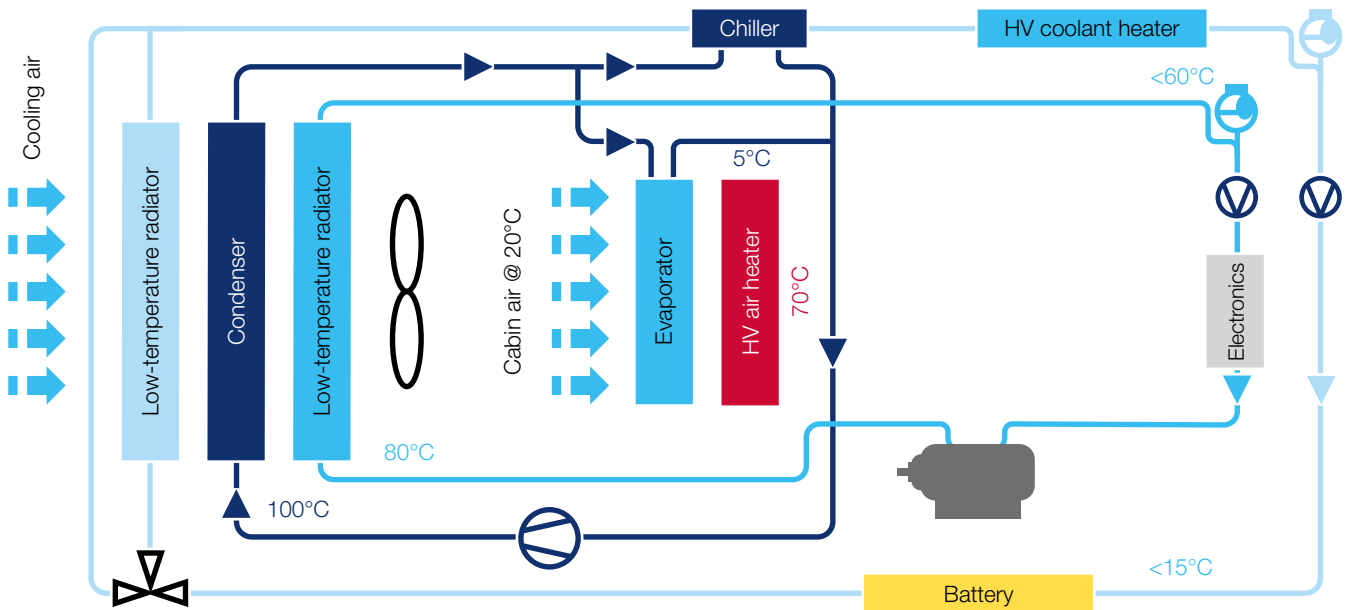 Chiller
HV coolant heater
<60°C
Cooling air
Low-temperature radiator
Condenser
Low-temperature radiator
Cabin air @ 20°C
5°C
Evaporator
HV air heater
70°C
Electronics
80°C
100°C
<15°C
Battery